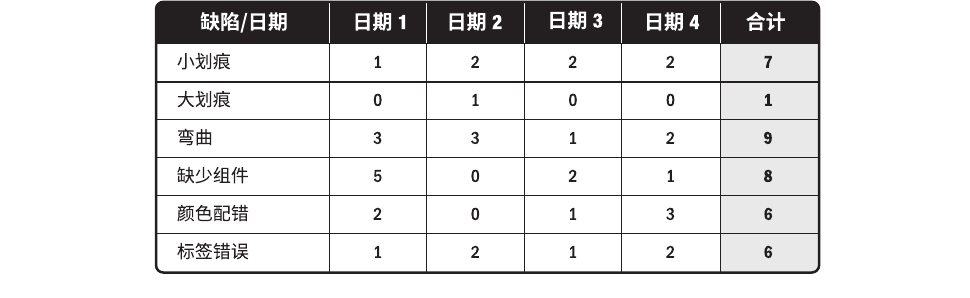 缺陷/日期 日期 1 日期 2 日期 3 日期 4 合计
小划痕 1 2 2 2 7
大划痕 0 1 0 0 1
弯曲 3 3 1 2 9
缺少组件 5 0 2 1 8
颜色配错 2 0 1 3 6
标签错误 1 2 1 2 6